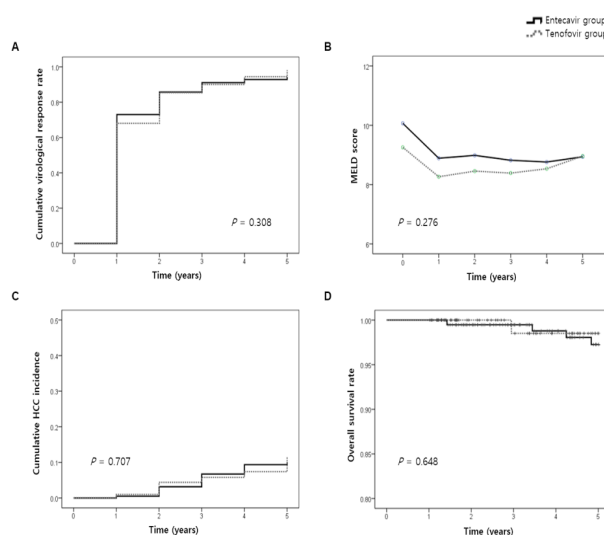 Entecavir group
Tenofovir group
A
Cumulative virological response rate
1.0
0.8
0.6
0.4
0.2
0.0
P = 0.308
0 1 2 3 4 5
Time (years)
B
MELD score
12
10
8
6
P = 0.276
0 1 2 3 4 5
Time (years)
C
Cumulative HCC incidence
0.5
0.4
0.3
0.2
0.1
0.0
P = 0.707
0 1 2 3 4 5
Time (years)
D
Overall survival rate
1.00
0.95
0.90
0.85
0.80
P = 0.648
0 1 2 3 4 5
Time (years)